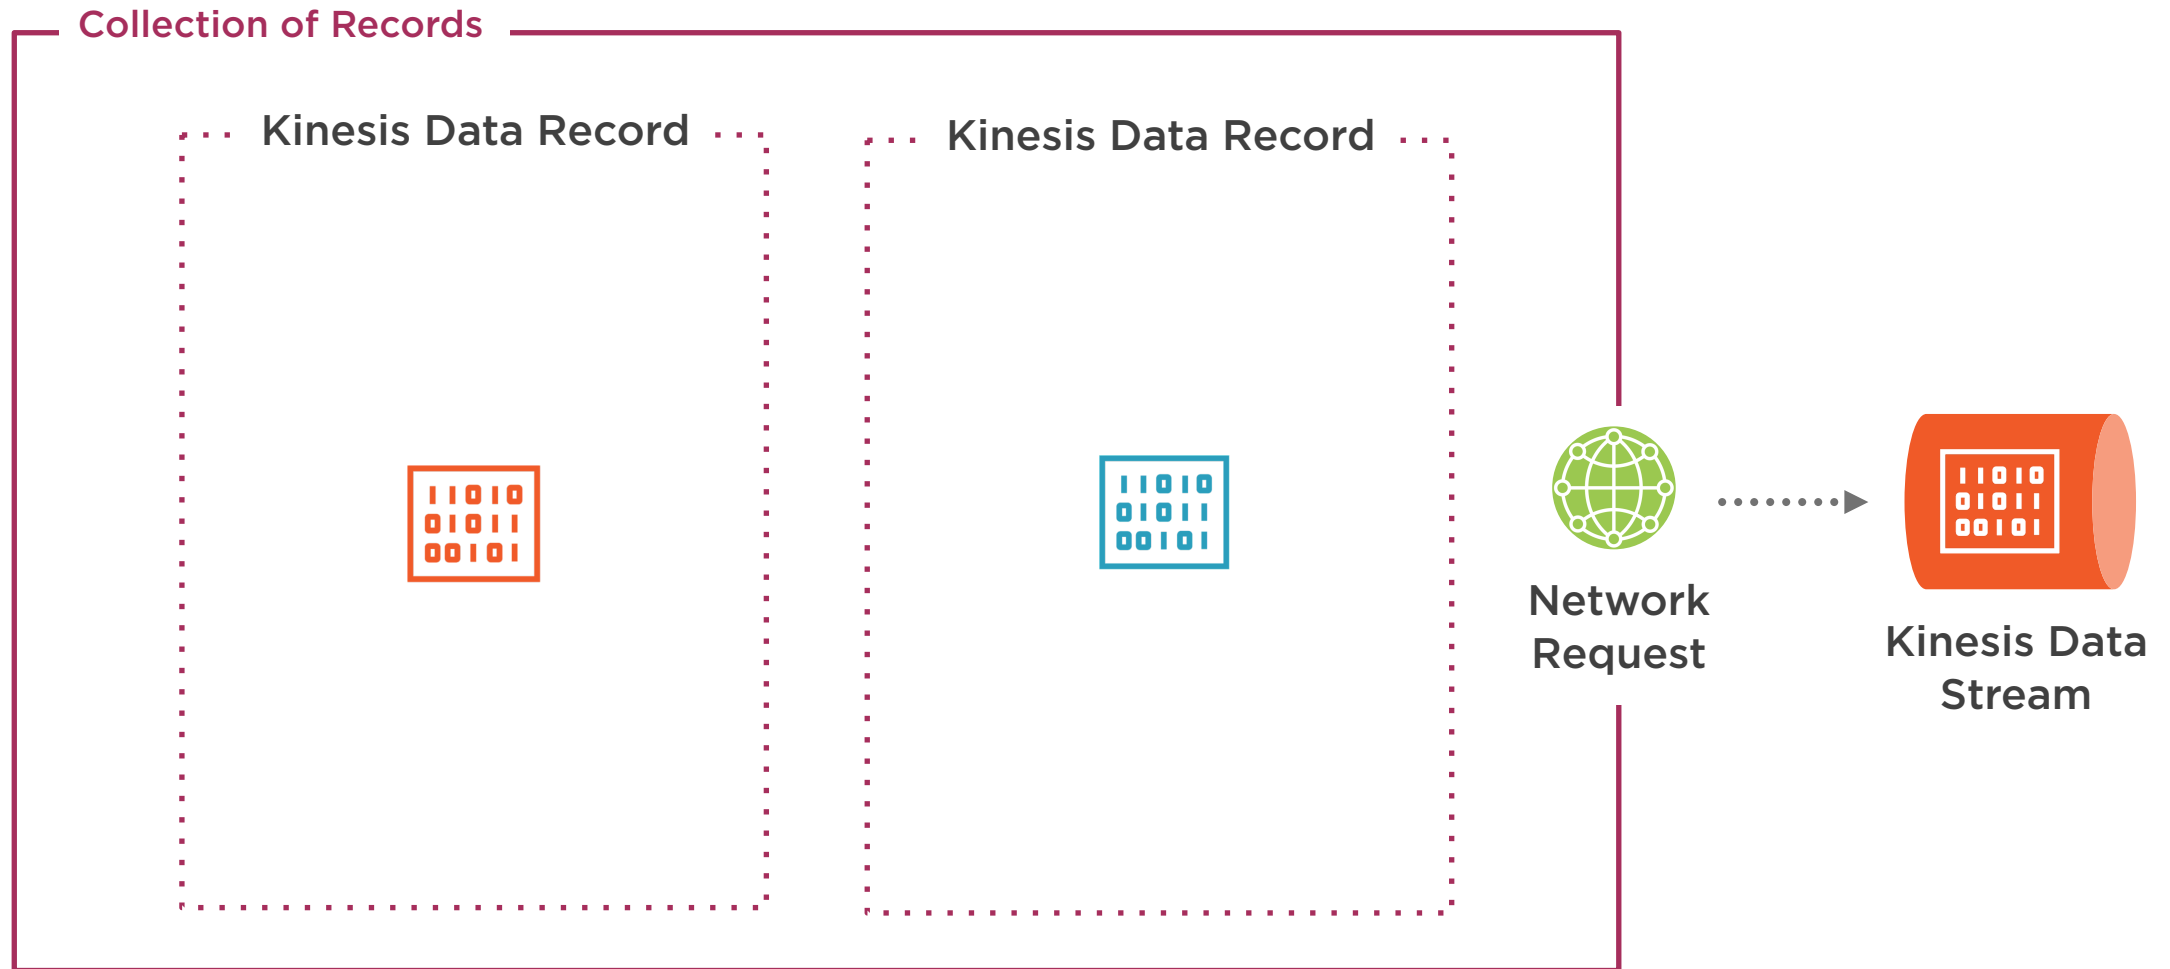 Collection of Records
Kinesis Data Record
Kinesis Data Record
11010
01011
00101
11010
01011
00101
Network
Request
11010
01011
00101
Kinesis Data
Stream